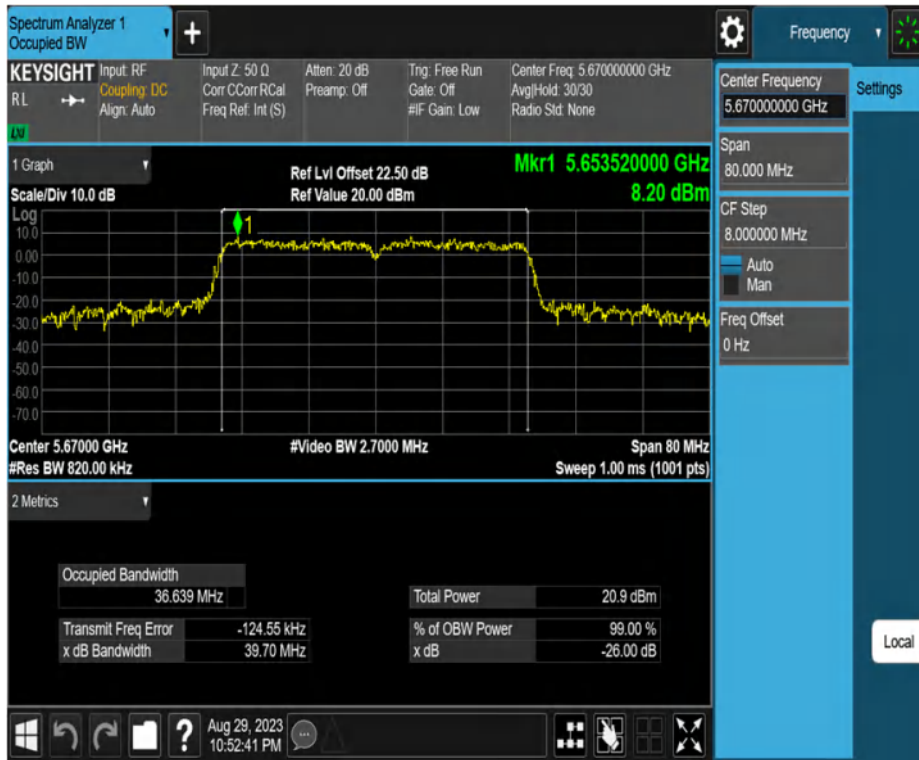 Spectrum Analyzer 1
Occupied BW
+
Frequency
KEYSIGHT
Input: RF
Coupling: DC
Align: Auto
Input Z: 50 Ω
Corr CCorr RCal
Freq Ref: Int (S)
Atten: 20 dB
Preamp: Off
Trig: Free Run
Gate: Off
#IF Gain: Low
Center Freq: 5.670000000 GHz
Avg|Hold: 30/30
Radio Std: None
R L
LXI
Center Frequency
5.670000000 GHz
Settings
Span
80.000 MHz
CF Step
8.000000 MHz
Auto
Man
Freq Offset
0 Hz
Local
1 Graph
Scale/Div 10.0 dB
Ref Lvl Offset 22.50 dB
Ref Value 20.00 dBm
Mkr1 5.653520000 GHz
8.20 dBm
Log
1
10.0
0.00
-10.0
-20.0
-30.0
-40.0
-50.0
-60.0
-70.0
Center 5.67000 GHz
#Res BW 820.00 kHz
#Video BW 2.7000 MHz
Span 80 MHz
Sweep 1.00 ms (1001 pts)
2 Metrics
Occupied Bandwidth
36.639 MHz
Total Power 20.9 dBm
Transmit Freq Error -124.55 kHz
% of OBW Power 99.00 %
x dB Bandwidth 39.70 MHz
x dB -26.00 dB
?
Aug 29, 2023
10:52:41 PM